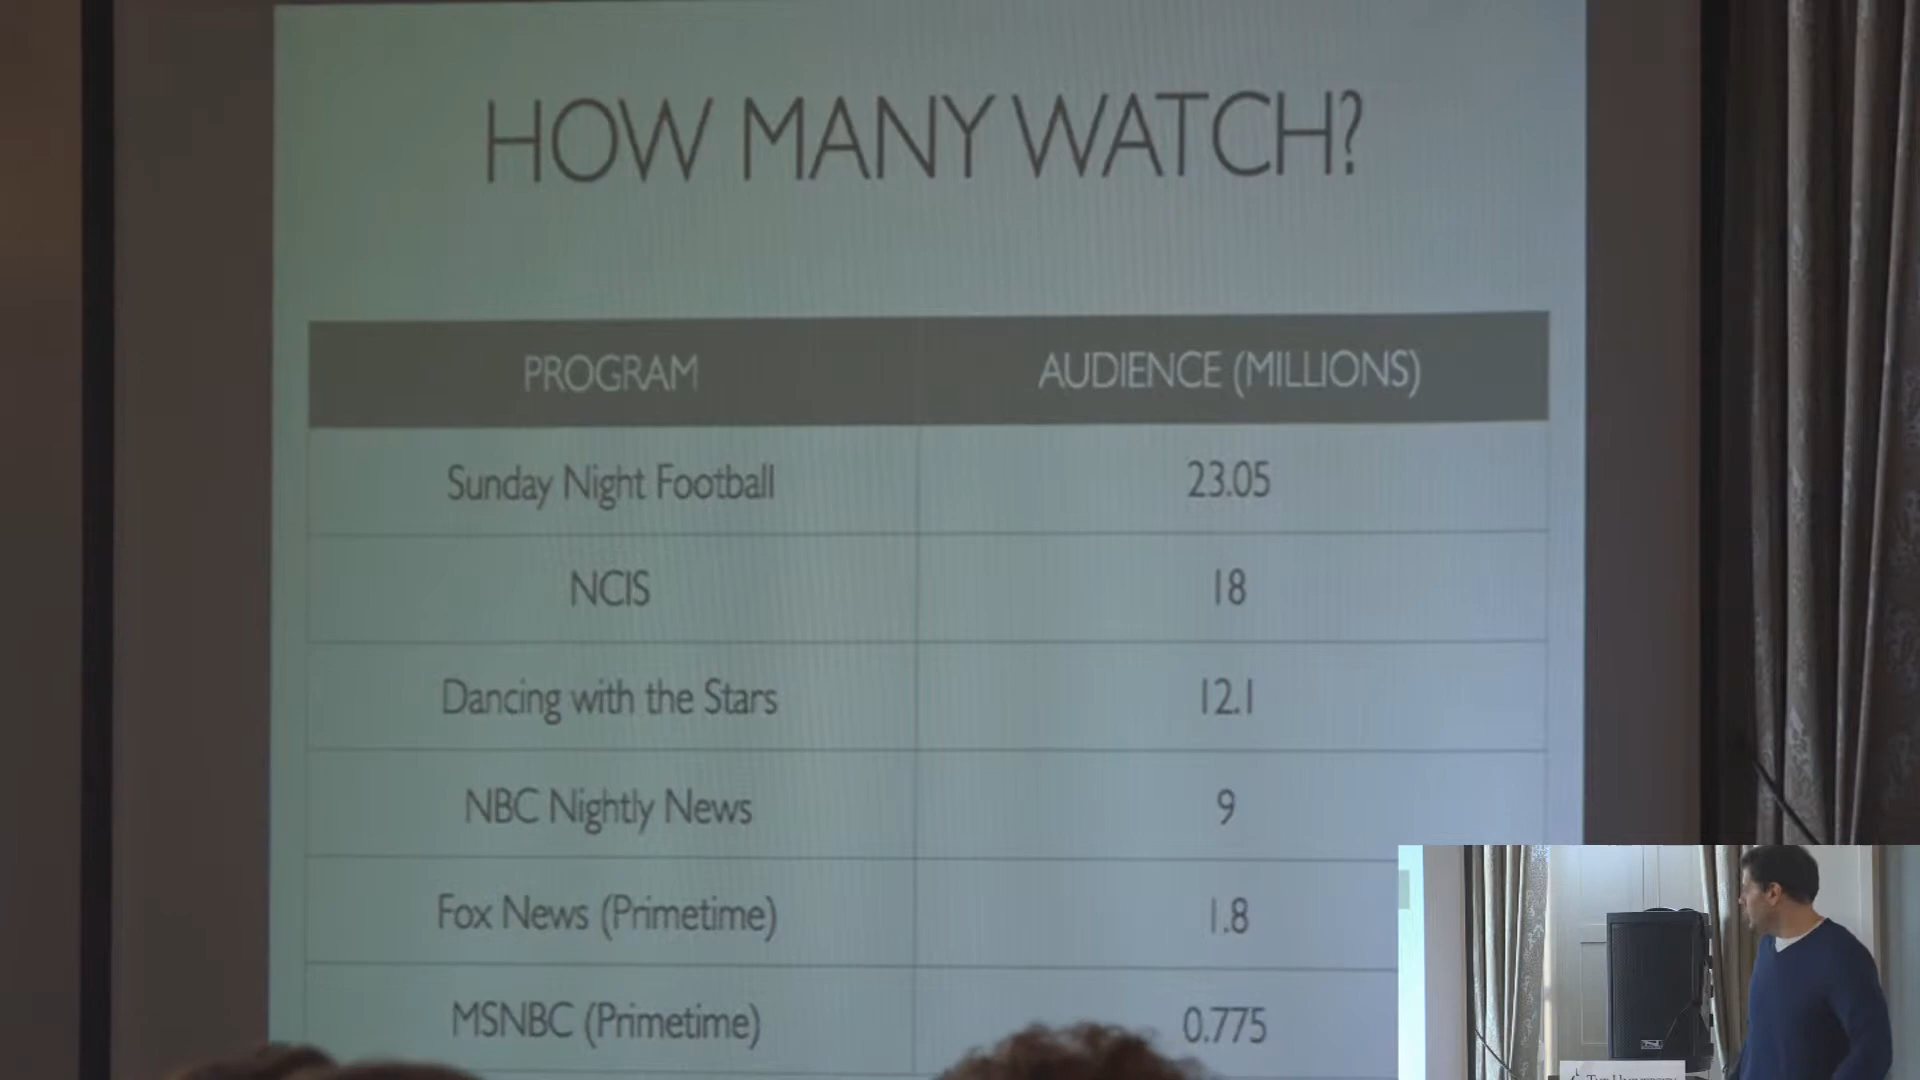 HOW MANY WATCH?
PROGRAM AUDIENCE (MILLIONS)
Sunday Night Football 23.05
NCIS 18
Dancing with the Stars 12.1
NBC Nightly News 9
Fox News (Primetime) 1.8
MSNBC (Primetime) 0.775